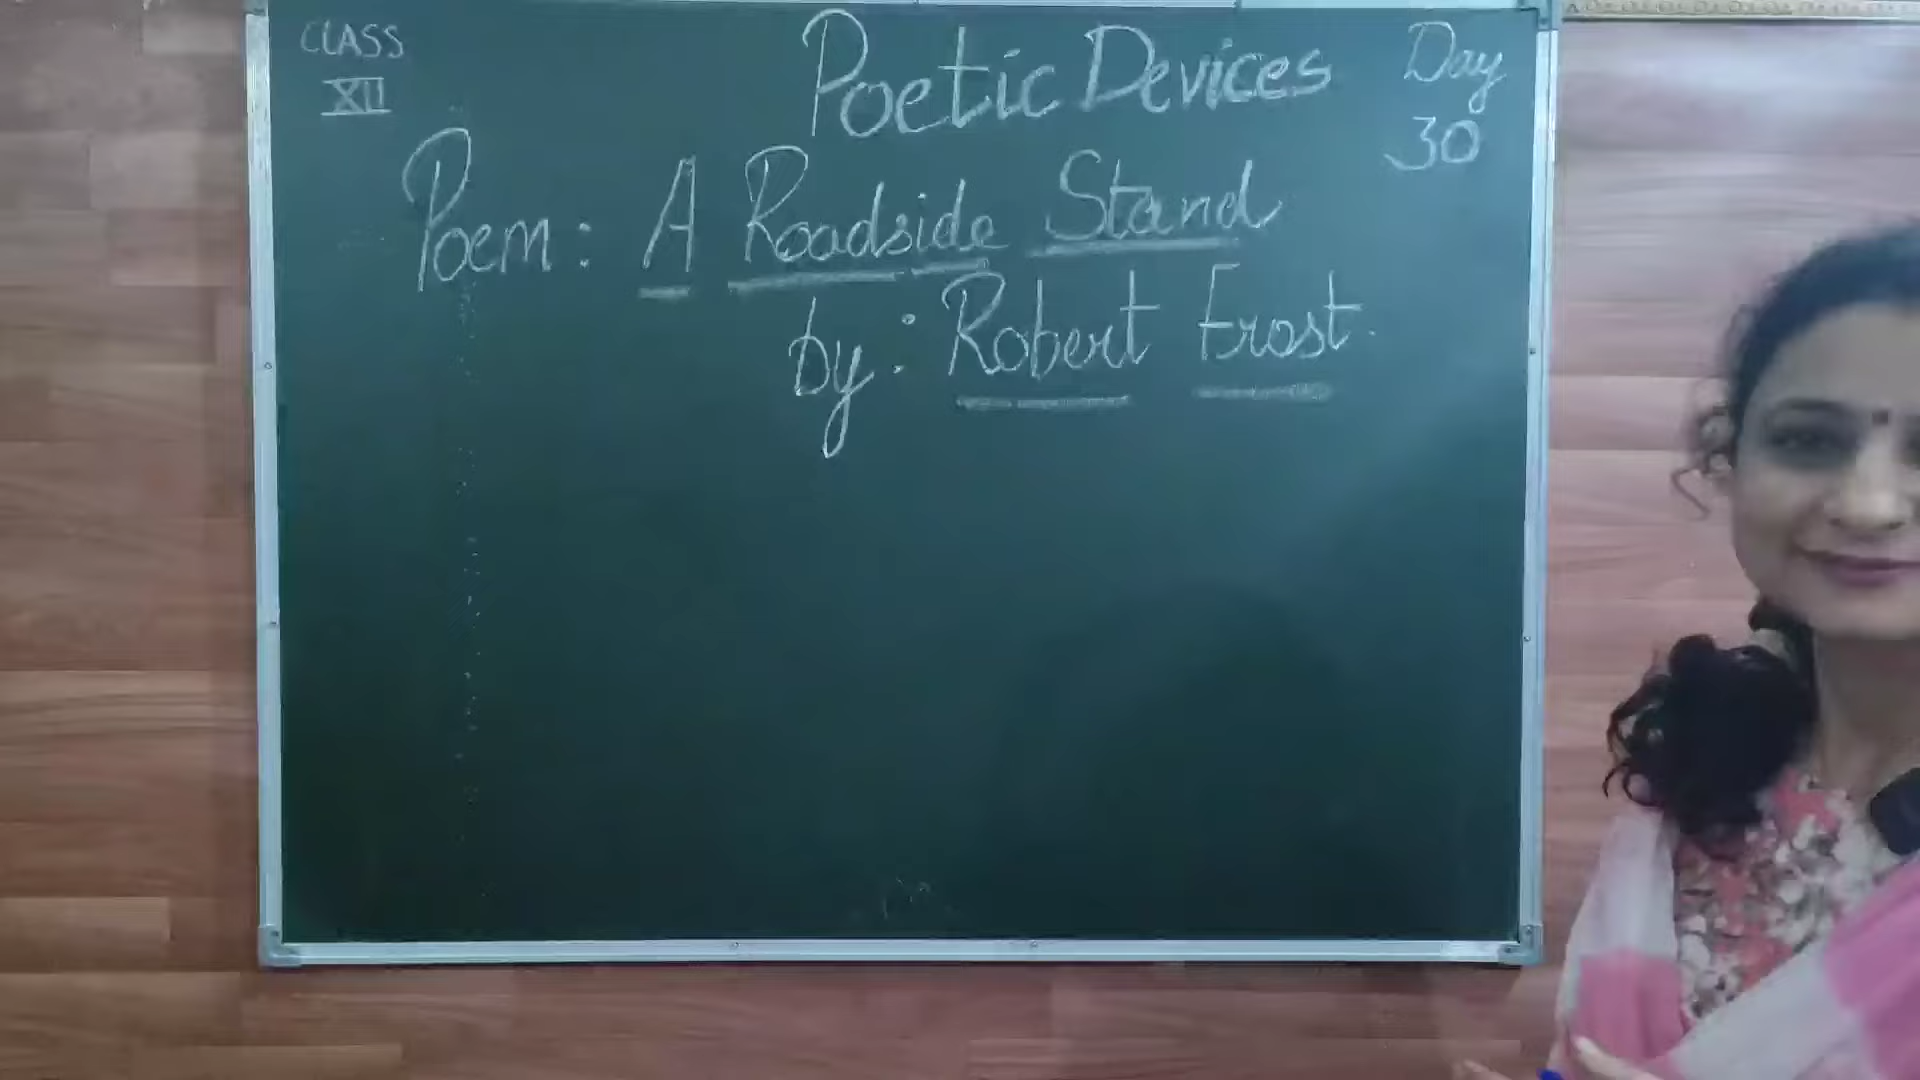 CLASS
XII
Poetic Devices
Day
30
Poem: A Roadside Stand
by: Robert Frost.